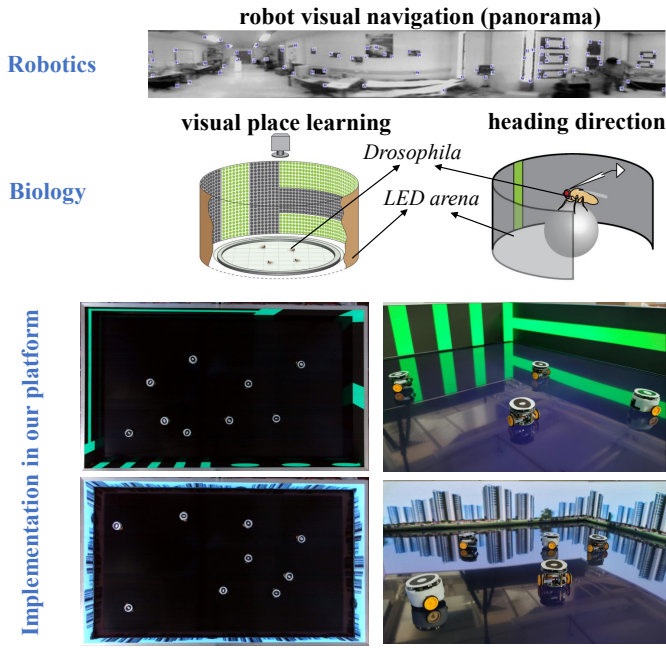 robot visual navigation (panorama)
Robotics
visual place learning
heading direction
Drosophila
Biology
LED arena
Implementation in our platform